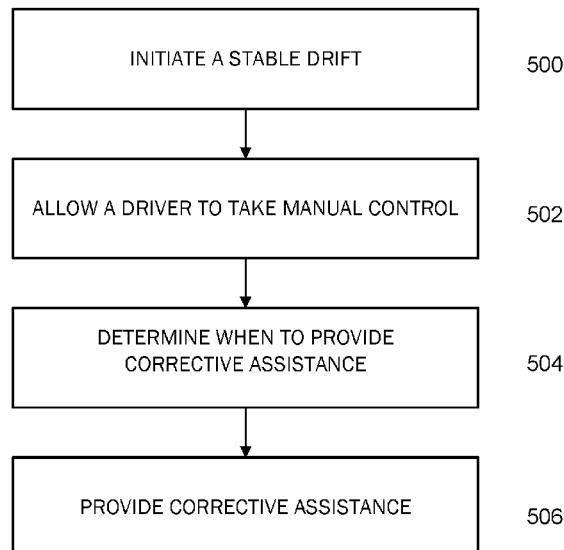 INITIATE A STABLE DRIFT
500
ALLOW A DRIVER TO TAKE MANUAL CONTROL
502
DETERMINE WHEN TO PROVIDE
CORRECTIVE ASSISTANCE
504
PROVIDE CORRECTIVE ASSISTANCE
506